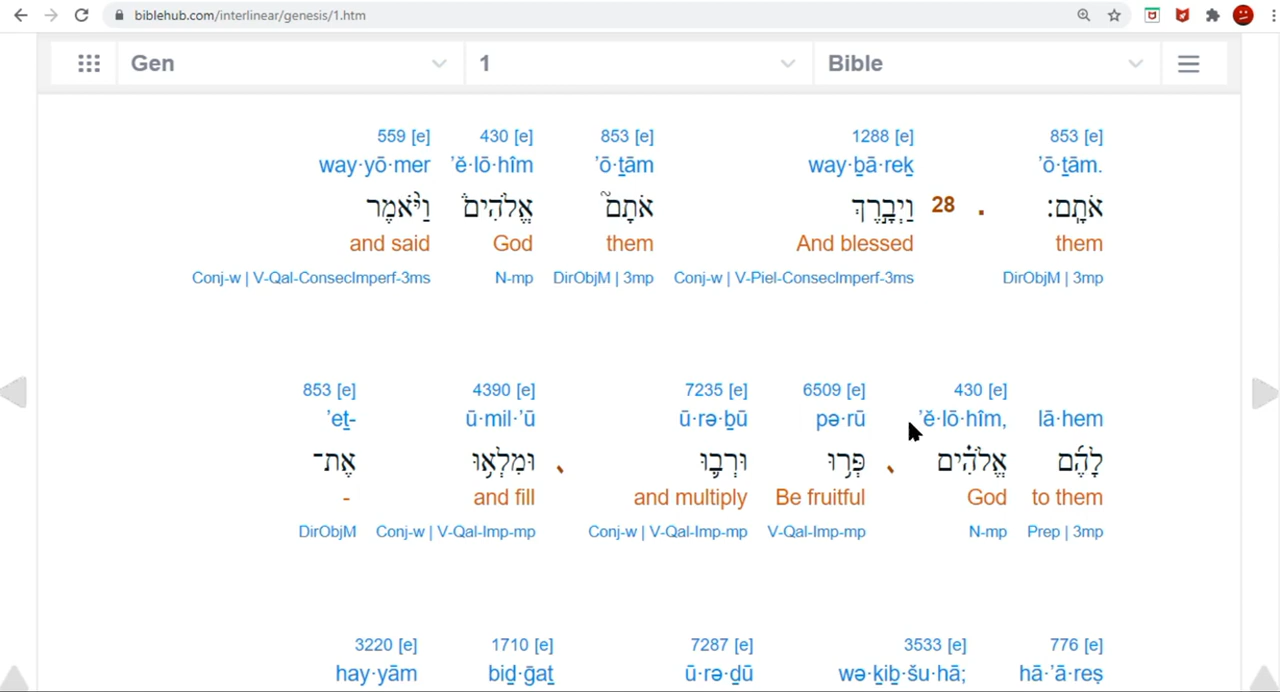 biblehub.com/interlinear/genesis/1.htm
Gen 1 Bible
559 [e] 430 [e] 853 [e] 1288 [e] 853 [e]
way·yō·mer ’ĕ·lō·hîm ’ō·ṯām way·ḇā·reḵ ’ō·ṯām.
וַיֹּ֨אמֶר אֱלֹהִים֒ אֹתָם֮ וַיְבָ֣רֶךְ 28 . אֹתָֽם׃
and said God them And blessed them
Conj-w | V-Qal-ConsecImperf-3ms N-mp DirObjM | 3mp Conj-w | V-Piel-ConsecImperf-3ms DirObjM | 3mp
853 [e] 4390 [e] 7235 [e] 6509 [e] 430 [e]
’eṯ- ū·mil·’ū ū·rə·ḇū pə·rū ’ĕ·lō·hîm, lā·hem
אֶת־ וּמִלְא֥וּ 、 וּרְב֛וּ פְּר֥וּ 、 אֱלֹהִ֗ים לָהֶ֜ם
- and fill and multiply Be fruitful God to them
DirObjM Conj-w | V-Qal-Imp-mp Conj-w | V-Qal-Imp-mp V-Qal-Imp-mp N-mp Prep | 3mp
3220 [e] 1710 [e] 7287 [e] 3533 [e] 776 [e]
hay·yām biḏ·ḡaṯ ū·rə·ḏū wə·ḵiḇ·šu·hā; hā·’ā·reṣ